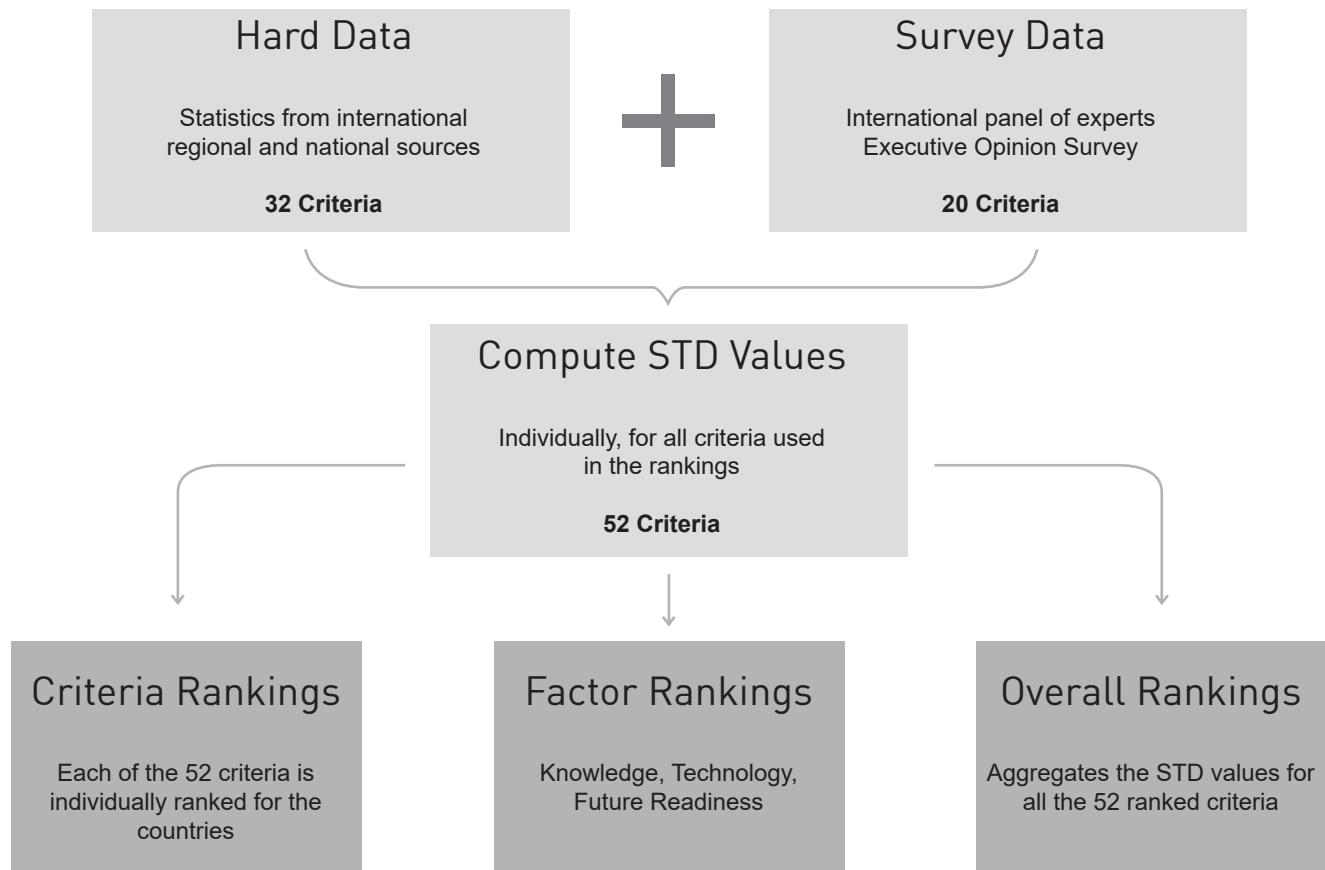 Hard Data
Statistics from international
regional and national sources
32 Criteria
Survey Data
International panel of experts
Executive Opinion Survey
20 Criteria
Compute STD Values
Individually, for all criteria used
in the rankings
52 Criteria
Criteria Rankings
Each of the 52 criteria is
individually ranked for the
countries
Factor Rankings
Knowledge, Technology,
Future Readiness
Overall Rankings
Aggregates the STD values for
all the 52 ranked criteria